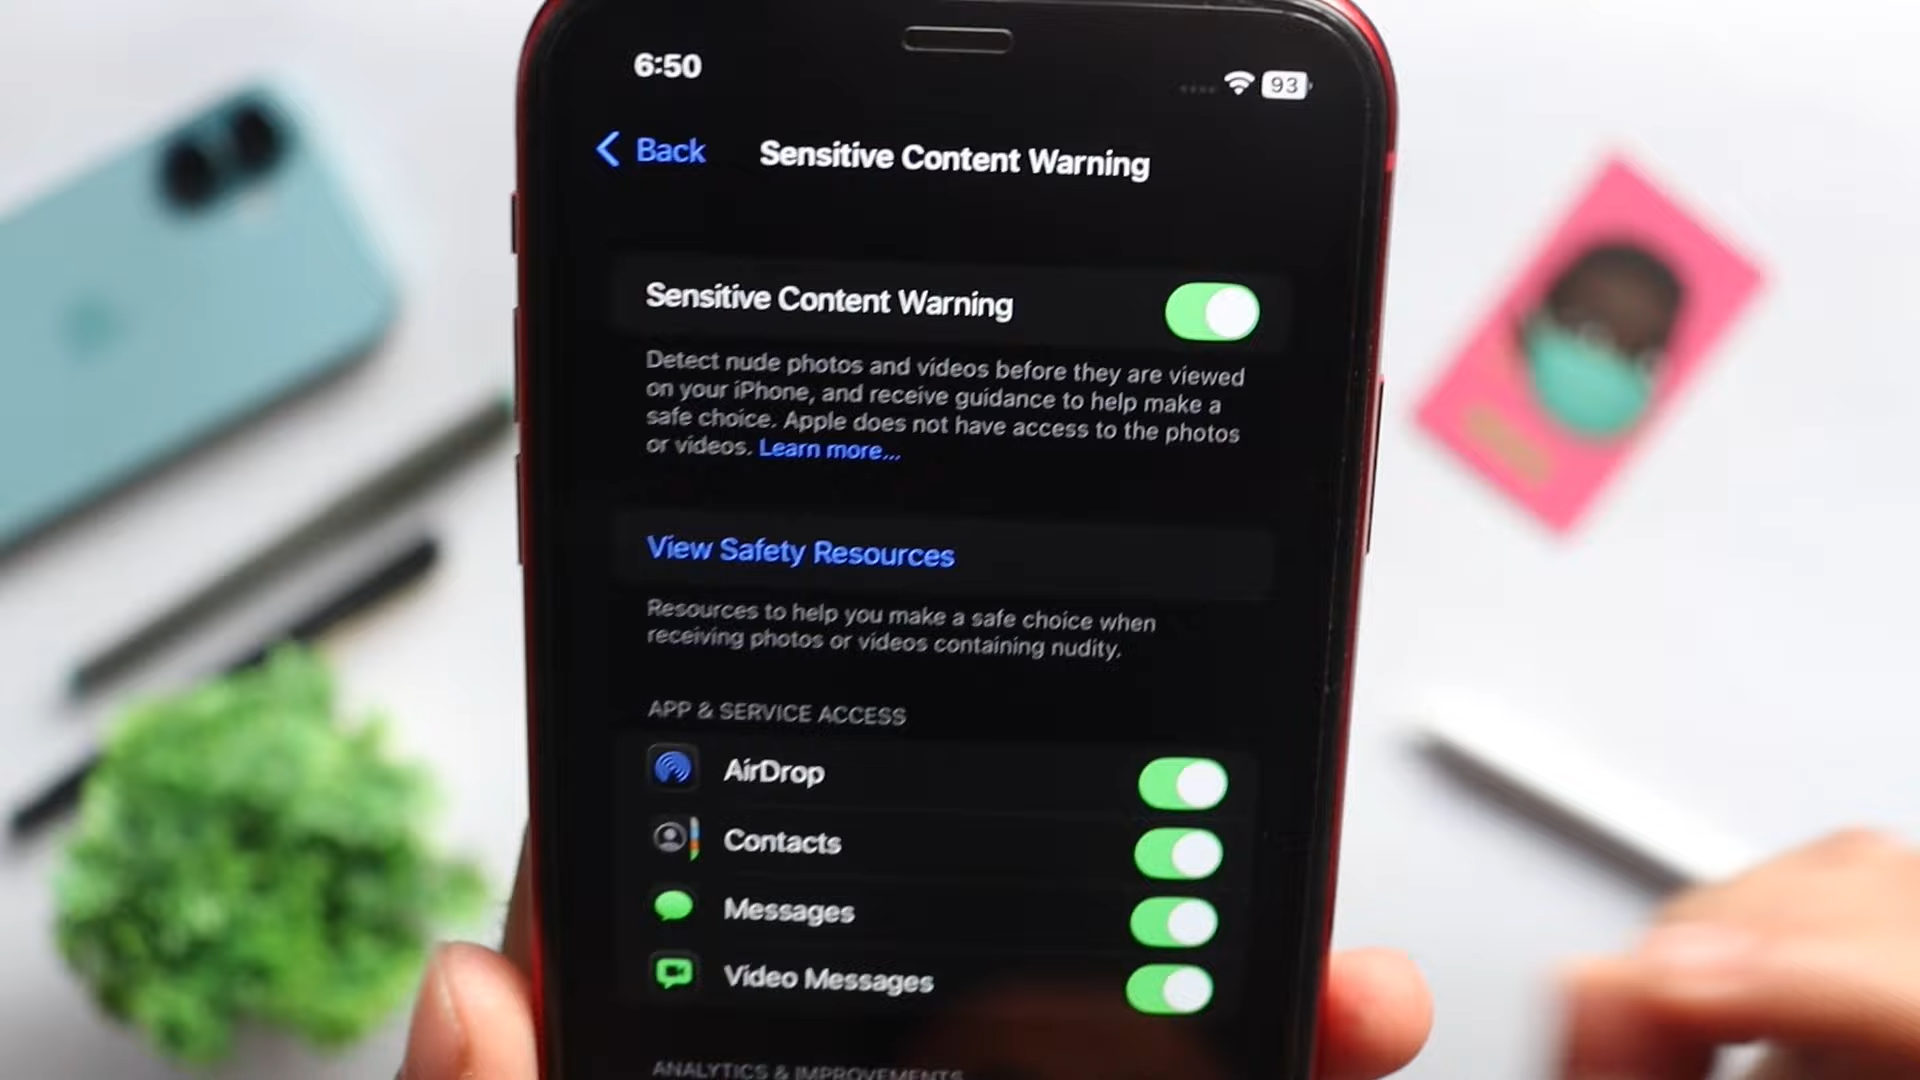 6:50
93
Back
Sensitive Content Warning
Sensitive Content Warning
Detect nude photos and videos before they are viewed
on your iPhone, and receive guidance to help make a
safe choice. Apple does not have access to the photos
or videos. Learn more...
View Safety Resources
Resources to help you make a safe choice when
receiving photos or videos containing nudity.
APP & SERVICE ACCESS
AirDrop
Contacts
Messages
Video Messages
ANALYTICS & IMPROVEMENTS